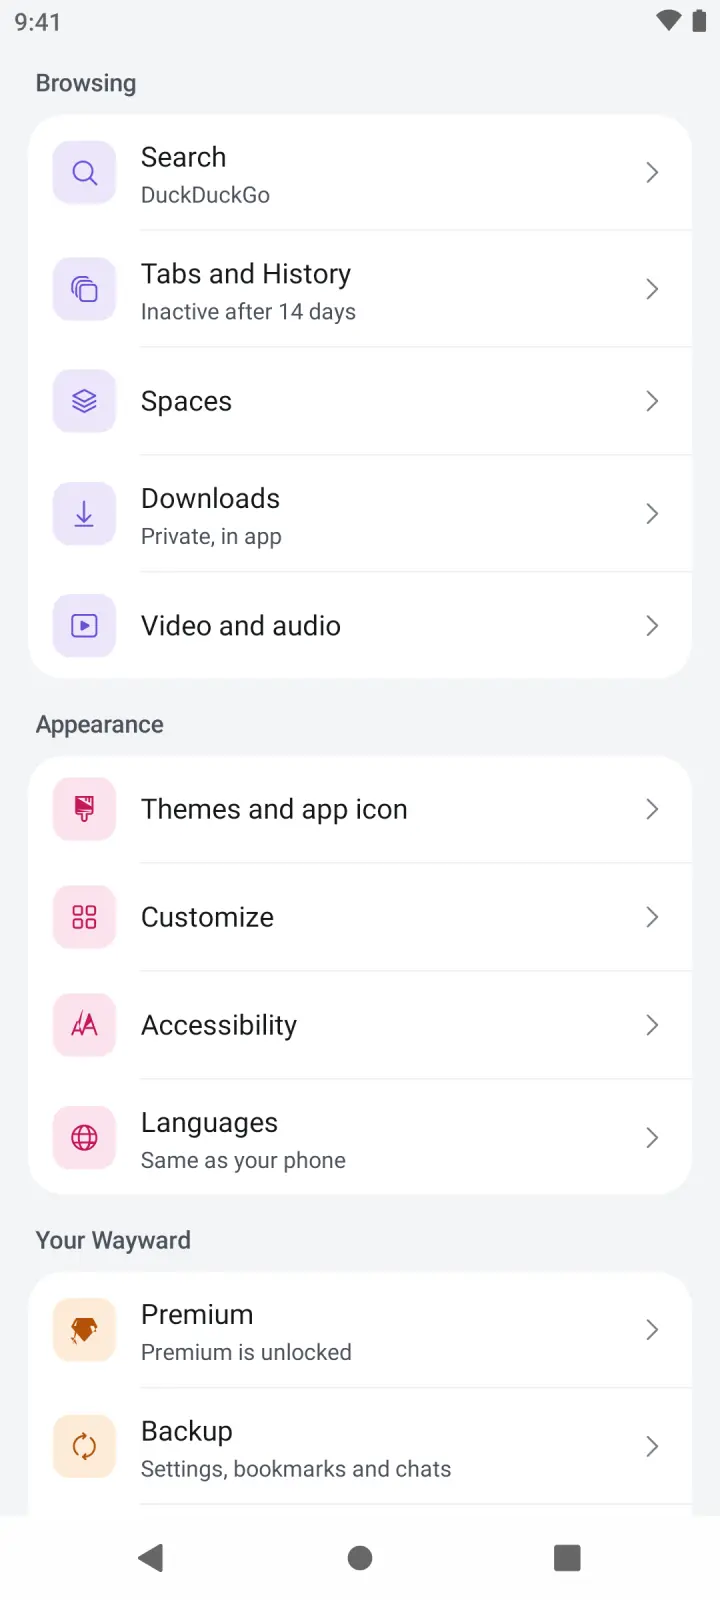 9:41
Browsing
Search
DuckDuckGo
Tabs and History
Inactive after 14 days
Spaces
Downloads
Private, in app
Video and audio
Appearance
Themes and app icon
Customize
Accessibility
Languages
Same as your phone
Your Wayward
Premium
Premium is unlocked
Backup
Settings, bookmarks and chats